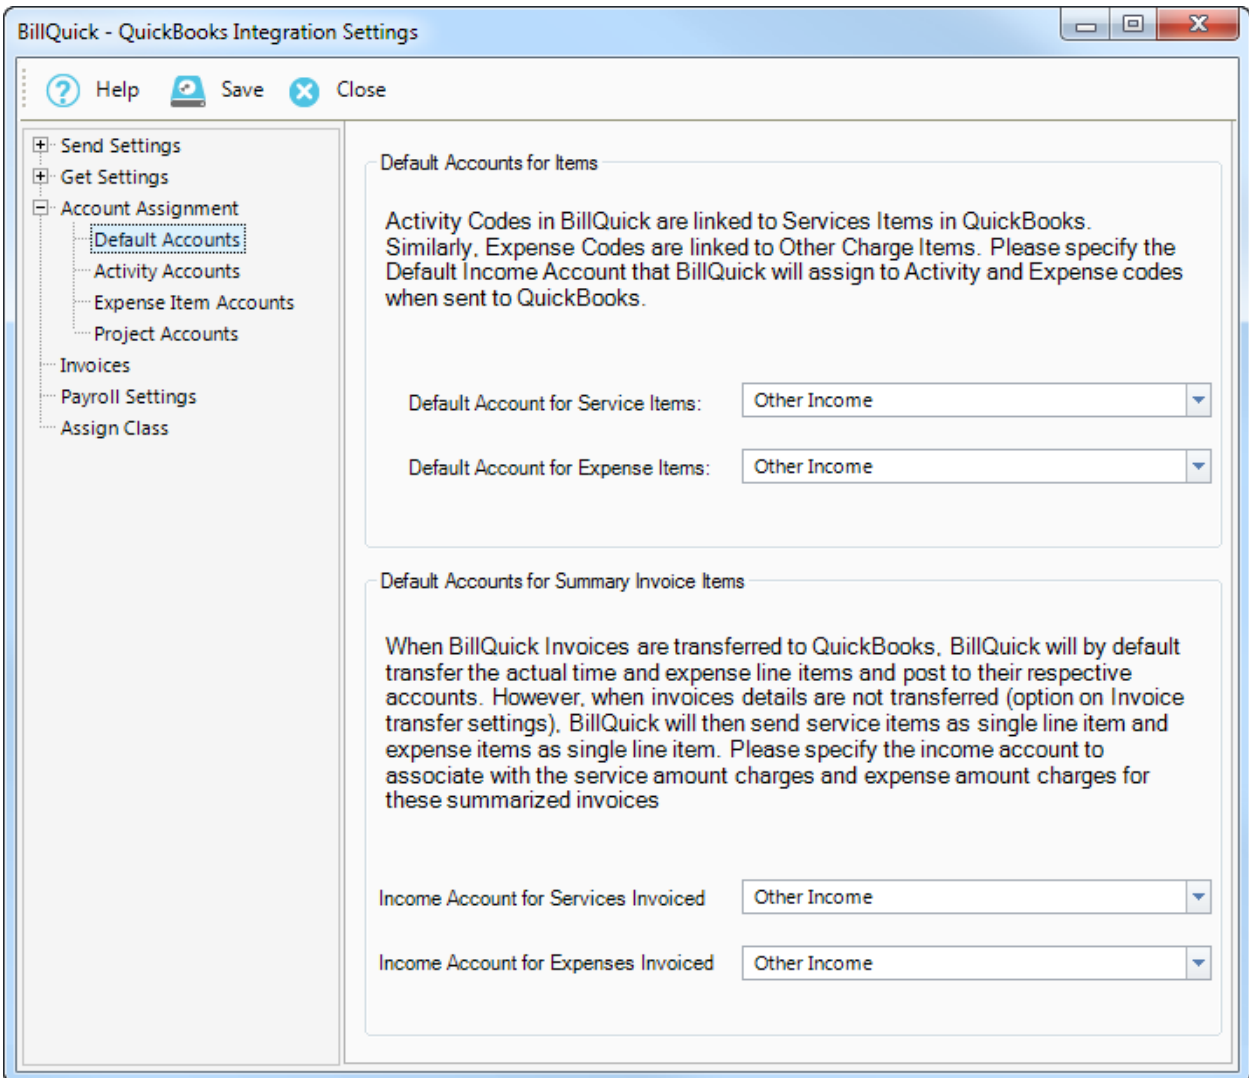 BillQuick - QuickBooks Integration Settings
Help Save Close
Send Settings
Get Settings
Account Assignment
Default Accounts
Activity Accounts
Expense Item Accounts
Project Accounts
Invoices
Payroll Settings
Assign Class
Default Accounts for Items
Activity Codes in BillQuick are linked to Services Items in QuickBooks.
Similarly, Expense Codes are linked to Other Charge Items. Please specify the
Default Income Account that BillQuick will assign to Activity and Expense codes
when sent to QuickBooks.
Default Account for Service Items: Other Income
Default Account for Expense Items: Other Income
Default Accounts for Summary Invoice Items
When BillQuick Invoices are transferred to QuickBooks, BillQuick will by default
transfer the actual time and expense line items and post to their respective
accounts. However, when invoices details are not transferred (option on Invoice
transfer settings), BillQuick will then send service items as single line item and
expense items as single line item. Please specify the income account to
associate with the service amount charges and expense amount charges for
these summarized invoices
Income Account for Services Invoiced Other Income
Income Account for Expenses Invoiced Other Income